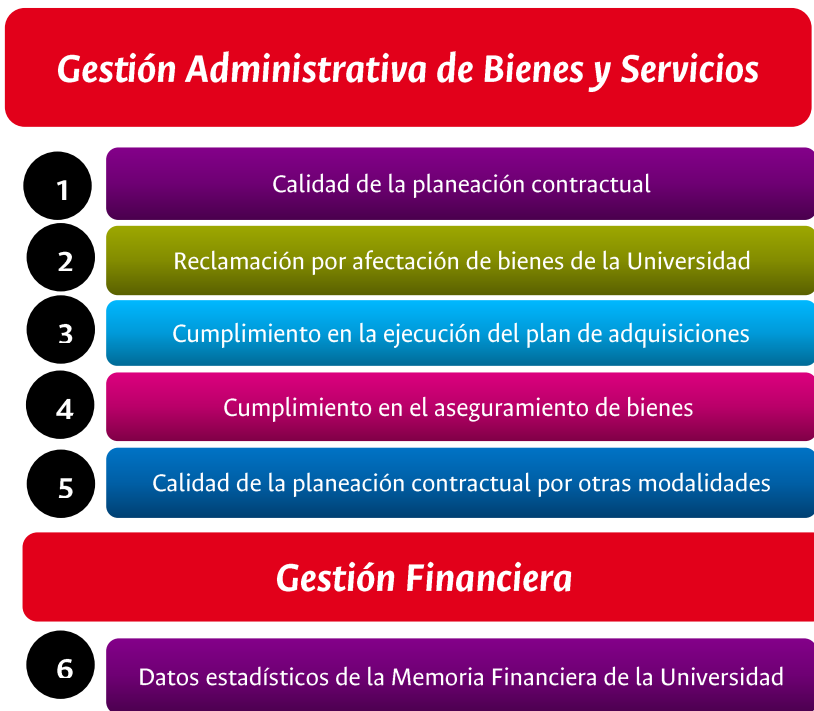 Gestión Administrativa de Bienes y Servicios
1 Calidad de la planeación contractual
2 Reclamación por afectación de bienes de la Universidad
3 Cumplimiento en la ejecución del plan de adquisiciones
4 Cumplimiento en el aseguramiento de bienes
5 Calidad de la planeación contractual por otras modalidades
Gestión Financiera
6 Datos estadísticos de la Memoria Financiera de la Universidad